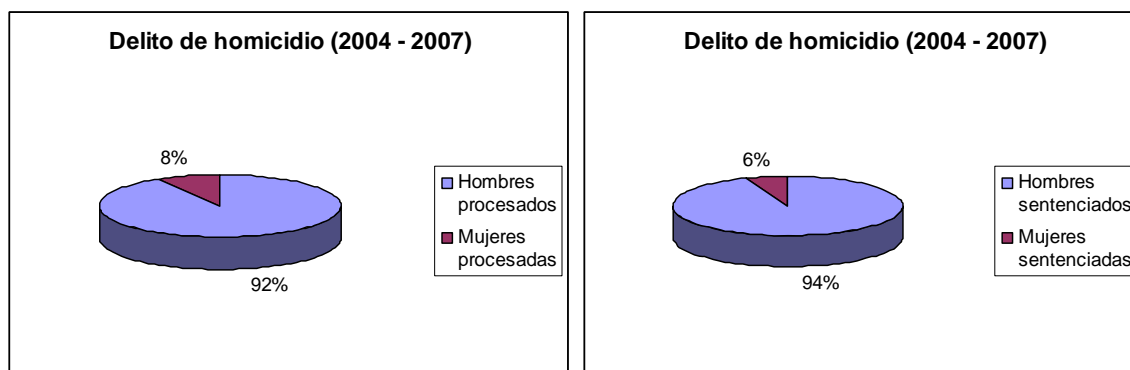 Delito de homicidio (2004 - 2007)
8%
92%
Hombres
procesados
Mujeres
procesadas
Delito de homicidio (2004 - 2007)
6%
94%
Hombres
sentenciados
Mujeres
sentenciadas